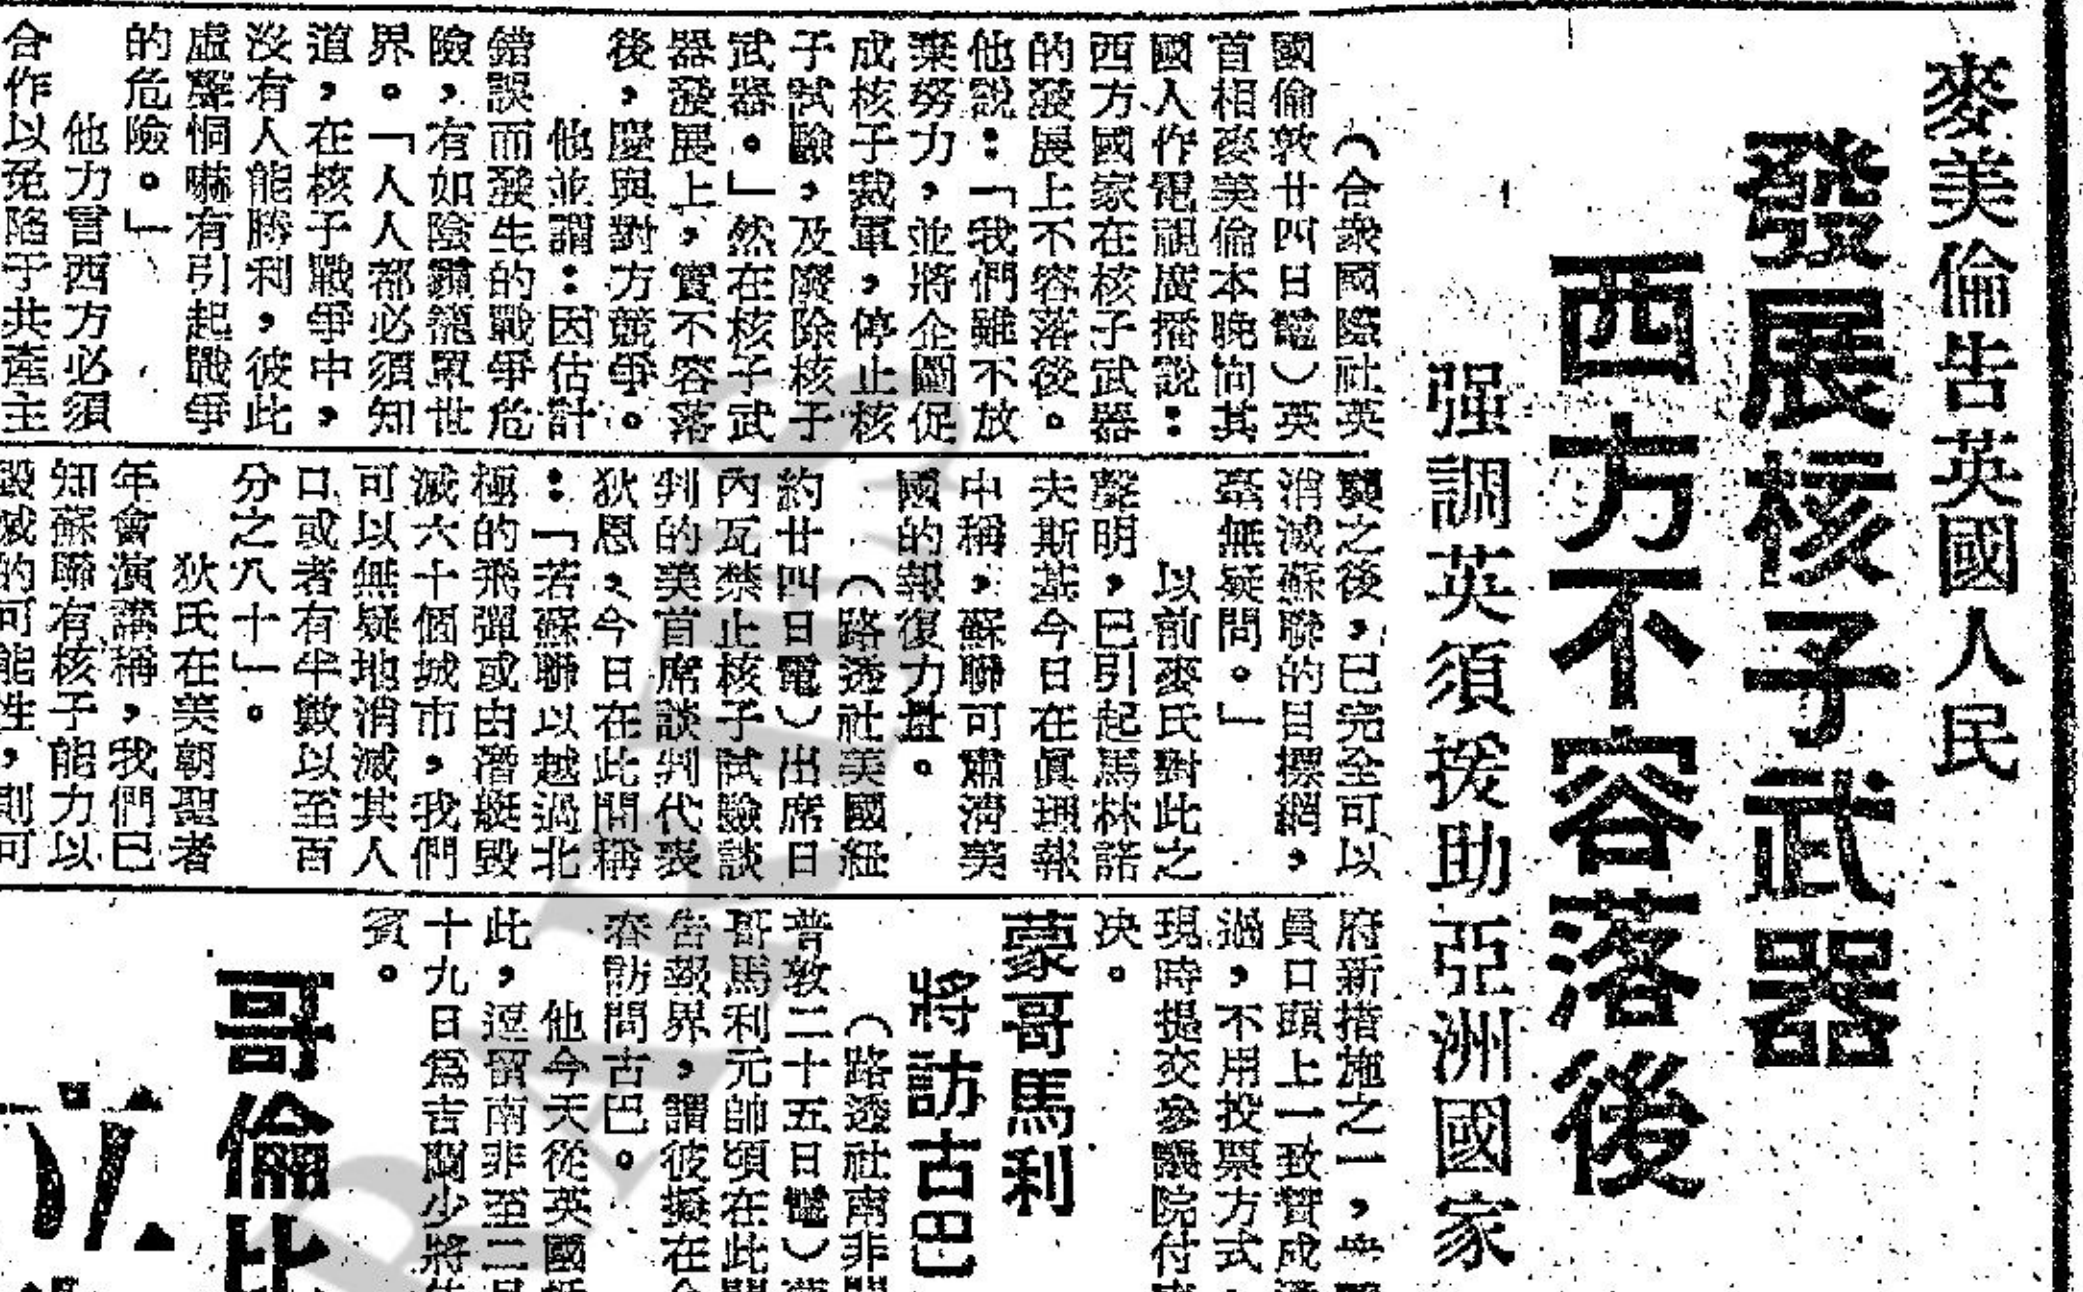 麥美倫告英國人民
發展核子武器
西方不容落後
强調英須援助亞洲國家
（合衆國際社英
國倫敦廿四日電）英
首相麥美倫本晚向其
國人作電視廣播説：
西方國家在核子武器
的發展上不容落後。
他說：「我們雖不放
棄努力，並將企圖促
成核子裁軍，停止核
子試驗，及廢除核子
武器。」然在核子武
器發展上，實不容落
後，慶與對方競爭。
他並謂：因估計
錯誤而發生的戰爭危
險，有如陰霾籠罩世
界。「人人都必須知
道，在核子戰爭中，
沒有人能勝利，彼此
虛聲恫嚇有引起戰爭
的危險。」
他力言西方必須
合作以免陷于共產主
襲之後，已完全可以
消滅蘇聯的目標網，
毫無疑問。」
以前麥氏對此之
聲明，已引起馬林諾
夫斯基今日在眞理報
中稱，蘇聯可肅清美
國的報復力量。
（路透社美國紐
約廿四日電）出席日
內瓦禁止核子試驗談
判的美首席談判代表
狄恩，今日在此間稱
：「若蘇聯以越過北
極的飛彈或由潛艇毀
滅六十個城市，我們
可以無疑地消滅其人
口或者有半數以至百
分之八十」。
狄氏在美朝聖者
年會演講稱，我們已
知蘇聯有核子能力以
毀滅的可能性，則可
府新措施之一，
員口頭上一致贊成
過，不用投票方式
現時提交參議院付
决。
蒙哥馬利
將訪古巴
（路透社南非開
普敦二十五日電）蒙
哥馬利元帥頃在此間
告報界，謂彼擬在今
春訪問古巴。
他今天從英國抵
此，逕留南非至二月
十九日爲吉蘭少將
賓。
哥倫比